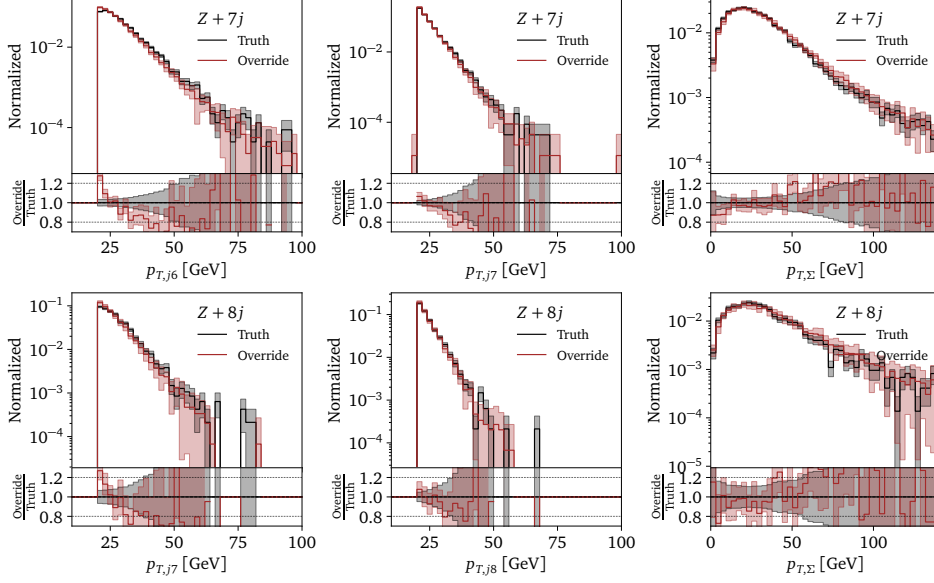 Normalized
10⁻²
10⁻⁴
Z + 7j
Truth
Override
Override
Truth
1.2
1.0
0.8
25
50
75
100
p_{T,j6} [GeV]
Normalized
10⁻²
10⁻⁴
Z + 7j
Truth
Override
Override
Truth
1.2
1.0
0.8
25
50
75
100
p_{T,j7} [GeV]
Normalized
10⁻²
10⁻³
10⁻⁴
Z + 7j
Truth
Override
Override
Truth
1.2
1.0
0.8
0
50
100
p_{T,Σ} [GeV]
Normalized
10⁻¹
10⁻²
10⁻³
10⁻⁴
Z + 8j
Truth
Override
Override
Truth
1.2
1.0
0.8
25
50
75
100
p_{T,j7} [GeV]
Normalized
10⁻¹
10⁻²
10⁻³
10⁻⁴
Z + 8j
Truth
Override
Override
Truth
1.2
1.0
0.8
25
50
75
100
p_{T,j8} [GeV]
Normalized
10⁻²
10⁻³
10⁻⁴
10⁻⁵
Z + 8j
Truth
Override
Override
Truth
1.2
1.0
0.8
0
50
100
p_{T,Σ} [GeV]